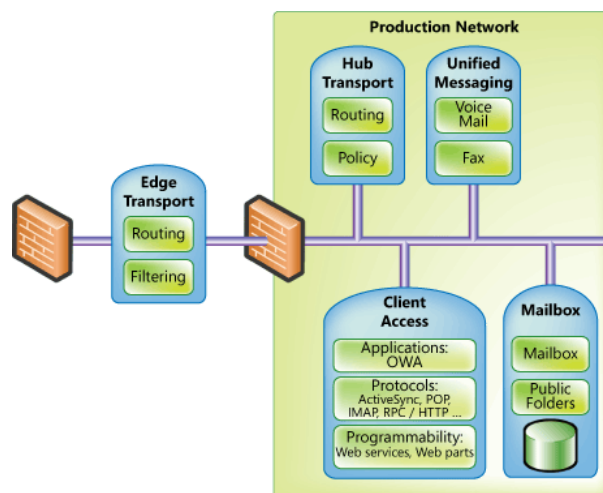 Production Network
Hub
Transport
Routing
Policy
Unified
Messaging
Voice
Mail
Fax
Edge
Transport
Routing
Filtering
Client
Access
Applications:
OWA
Protocols:
ActiveSync, POP,
IMAP, RPC / HTTP ...
Programmability:
Web services, Web parts
Mailbox
Mailbox
Public
Folders